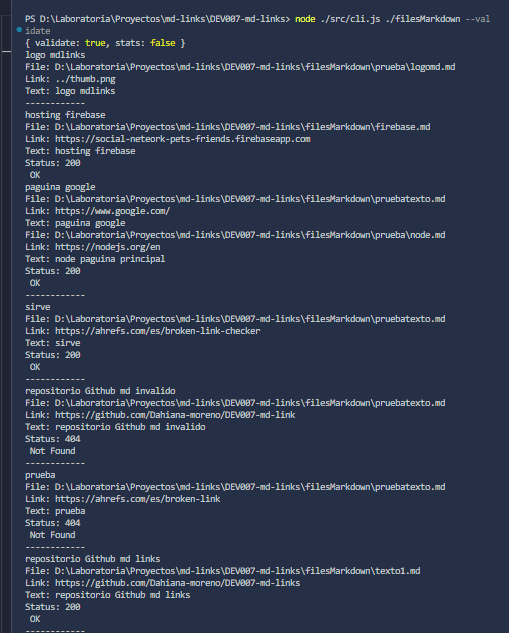 PS D:\Laboratoria\Proyectos\md-links\DEV007-md-links> node ./src/cli.js ./filesMarkdown --val
idate
{ validate: true, stats: false }
logo mdlinks
File: D:\Laboratoria\Proyectos\md-links\DEV007-md-links\filesMarkdown\prueba\logomd.md
Link: ../thumb.png
Text: logo mdlinks
------------
hosting firebase
File: D:\Laboratoria\Proyectos\md-links\DEV007-md-links\filesMarkdown\firebase.md
Link: https://social-neteork-pets-friends.firebaseapp.com
Text: hosting firebase
Status: 200
OK
paguina google
File: D:\Laboratoria\Proyectos\md-links\DEV007-md-links\filesMarkdown\pruebatexto.md
Link: https://www.google.com/
Text: paguina google
File: D:\Laboratoria\Proyectos\md-links\DEV007-md-links\filesMarkdown\prueba\node.md
Link: https://nodejs.org/en
Text: node paguina principal
Status: 200
OK
------------
sirve
File: D:\Laboratoria\Proyectos\md-links\DEV007-md-links\filesMarkdown\pruebatexto.md
Link: https://ahrefs.com/es/broken-link-checker
Text: sirve
Status: 200
OK
------------
repositorio Github md invalido
File: D:\Laboratoria\Proyectos\md-links\DEV007-md-links\filesMarkdown\pruebatexto.md
Link: https://github.com/Dahiana-moreno/DEV007-md-link
Text: repositorio Github md invalido
Status: 404
Not Found
------------
prueba
File: D:\Laboratoria\Proyectos\md-links\DEV007-md-links\filesMarkdown\pruebatexto.md
Link: https://ahrefs.com/es/broken-link
Text: prueba
Status: 404
Not Found
------------
repositorio Github md links
File: D:\Laboratoria\Proyectos\md-links\DEV007-md-links\filesMarkdown\texto1.md
Link: https://github.com/Dahiana-moreno/DEV007-md-links
Text: repositorio Github md links
Status: 200
OK
------------